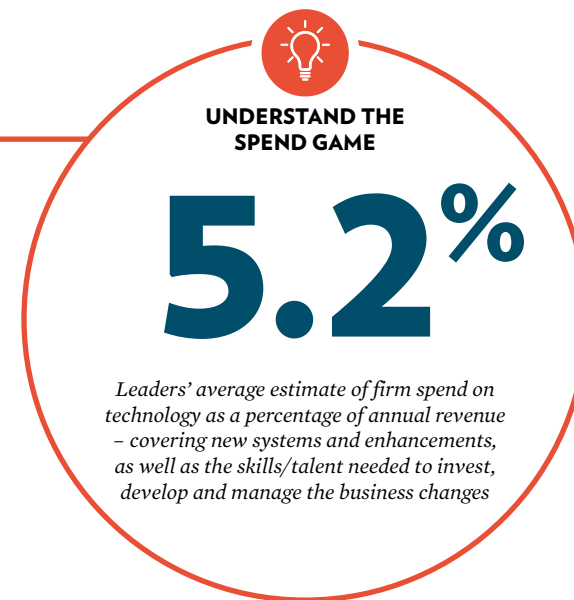 UNDERSTAND THE
SPEND GAME
5.2%
Leaders’ average estimate of firm spend on
technology as a percentage of annual revenue
– covering new systems and enhancements,
as well as the skills/talent needed to invest,
develop and manage the business changes